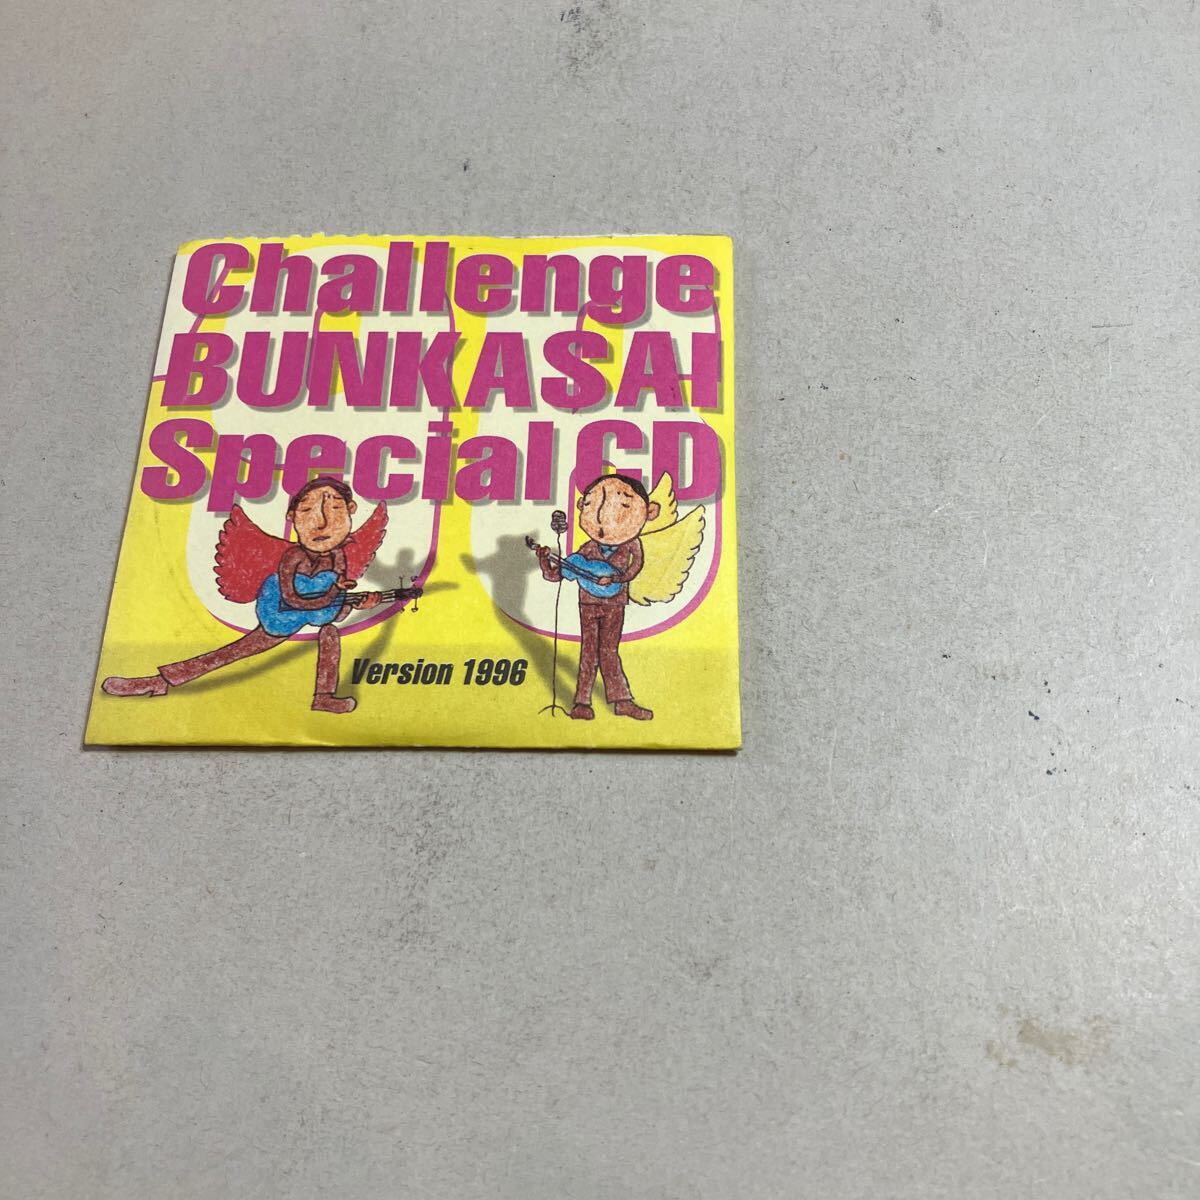 Challenge
BUNKASAI
Special CD
Version 1996